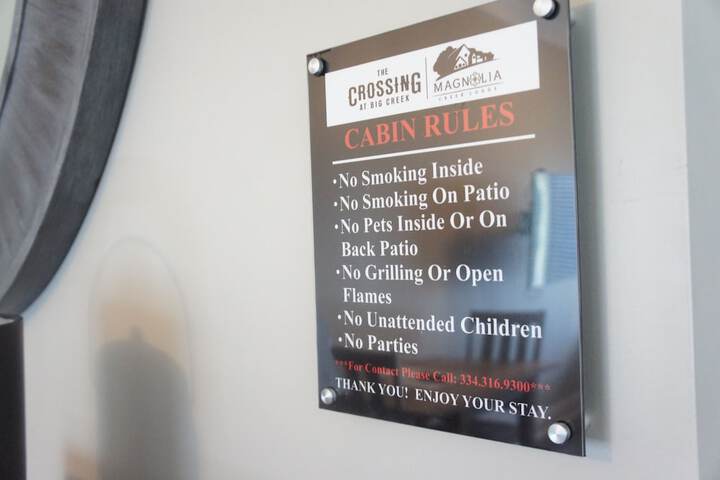 THE
CROSSING
AT BIG CREEK
MAGNOLIA
CREEK LODGE
CABIN RULES
•No Smoking Inside
•No Smoking On Patio
•No Pets Inside Or On
Back Patio
•No Grilling Or Open
Flames
•No Unattended Children
•No Parties
***For Contact Please Call: 334.316.9300***
THANK YOU! ENJOY YOUR STAY.